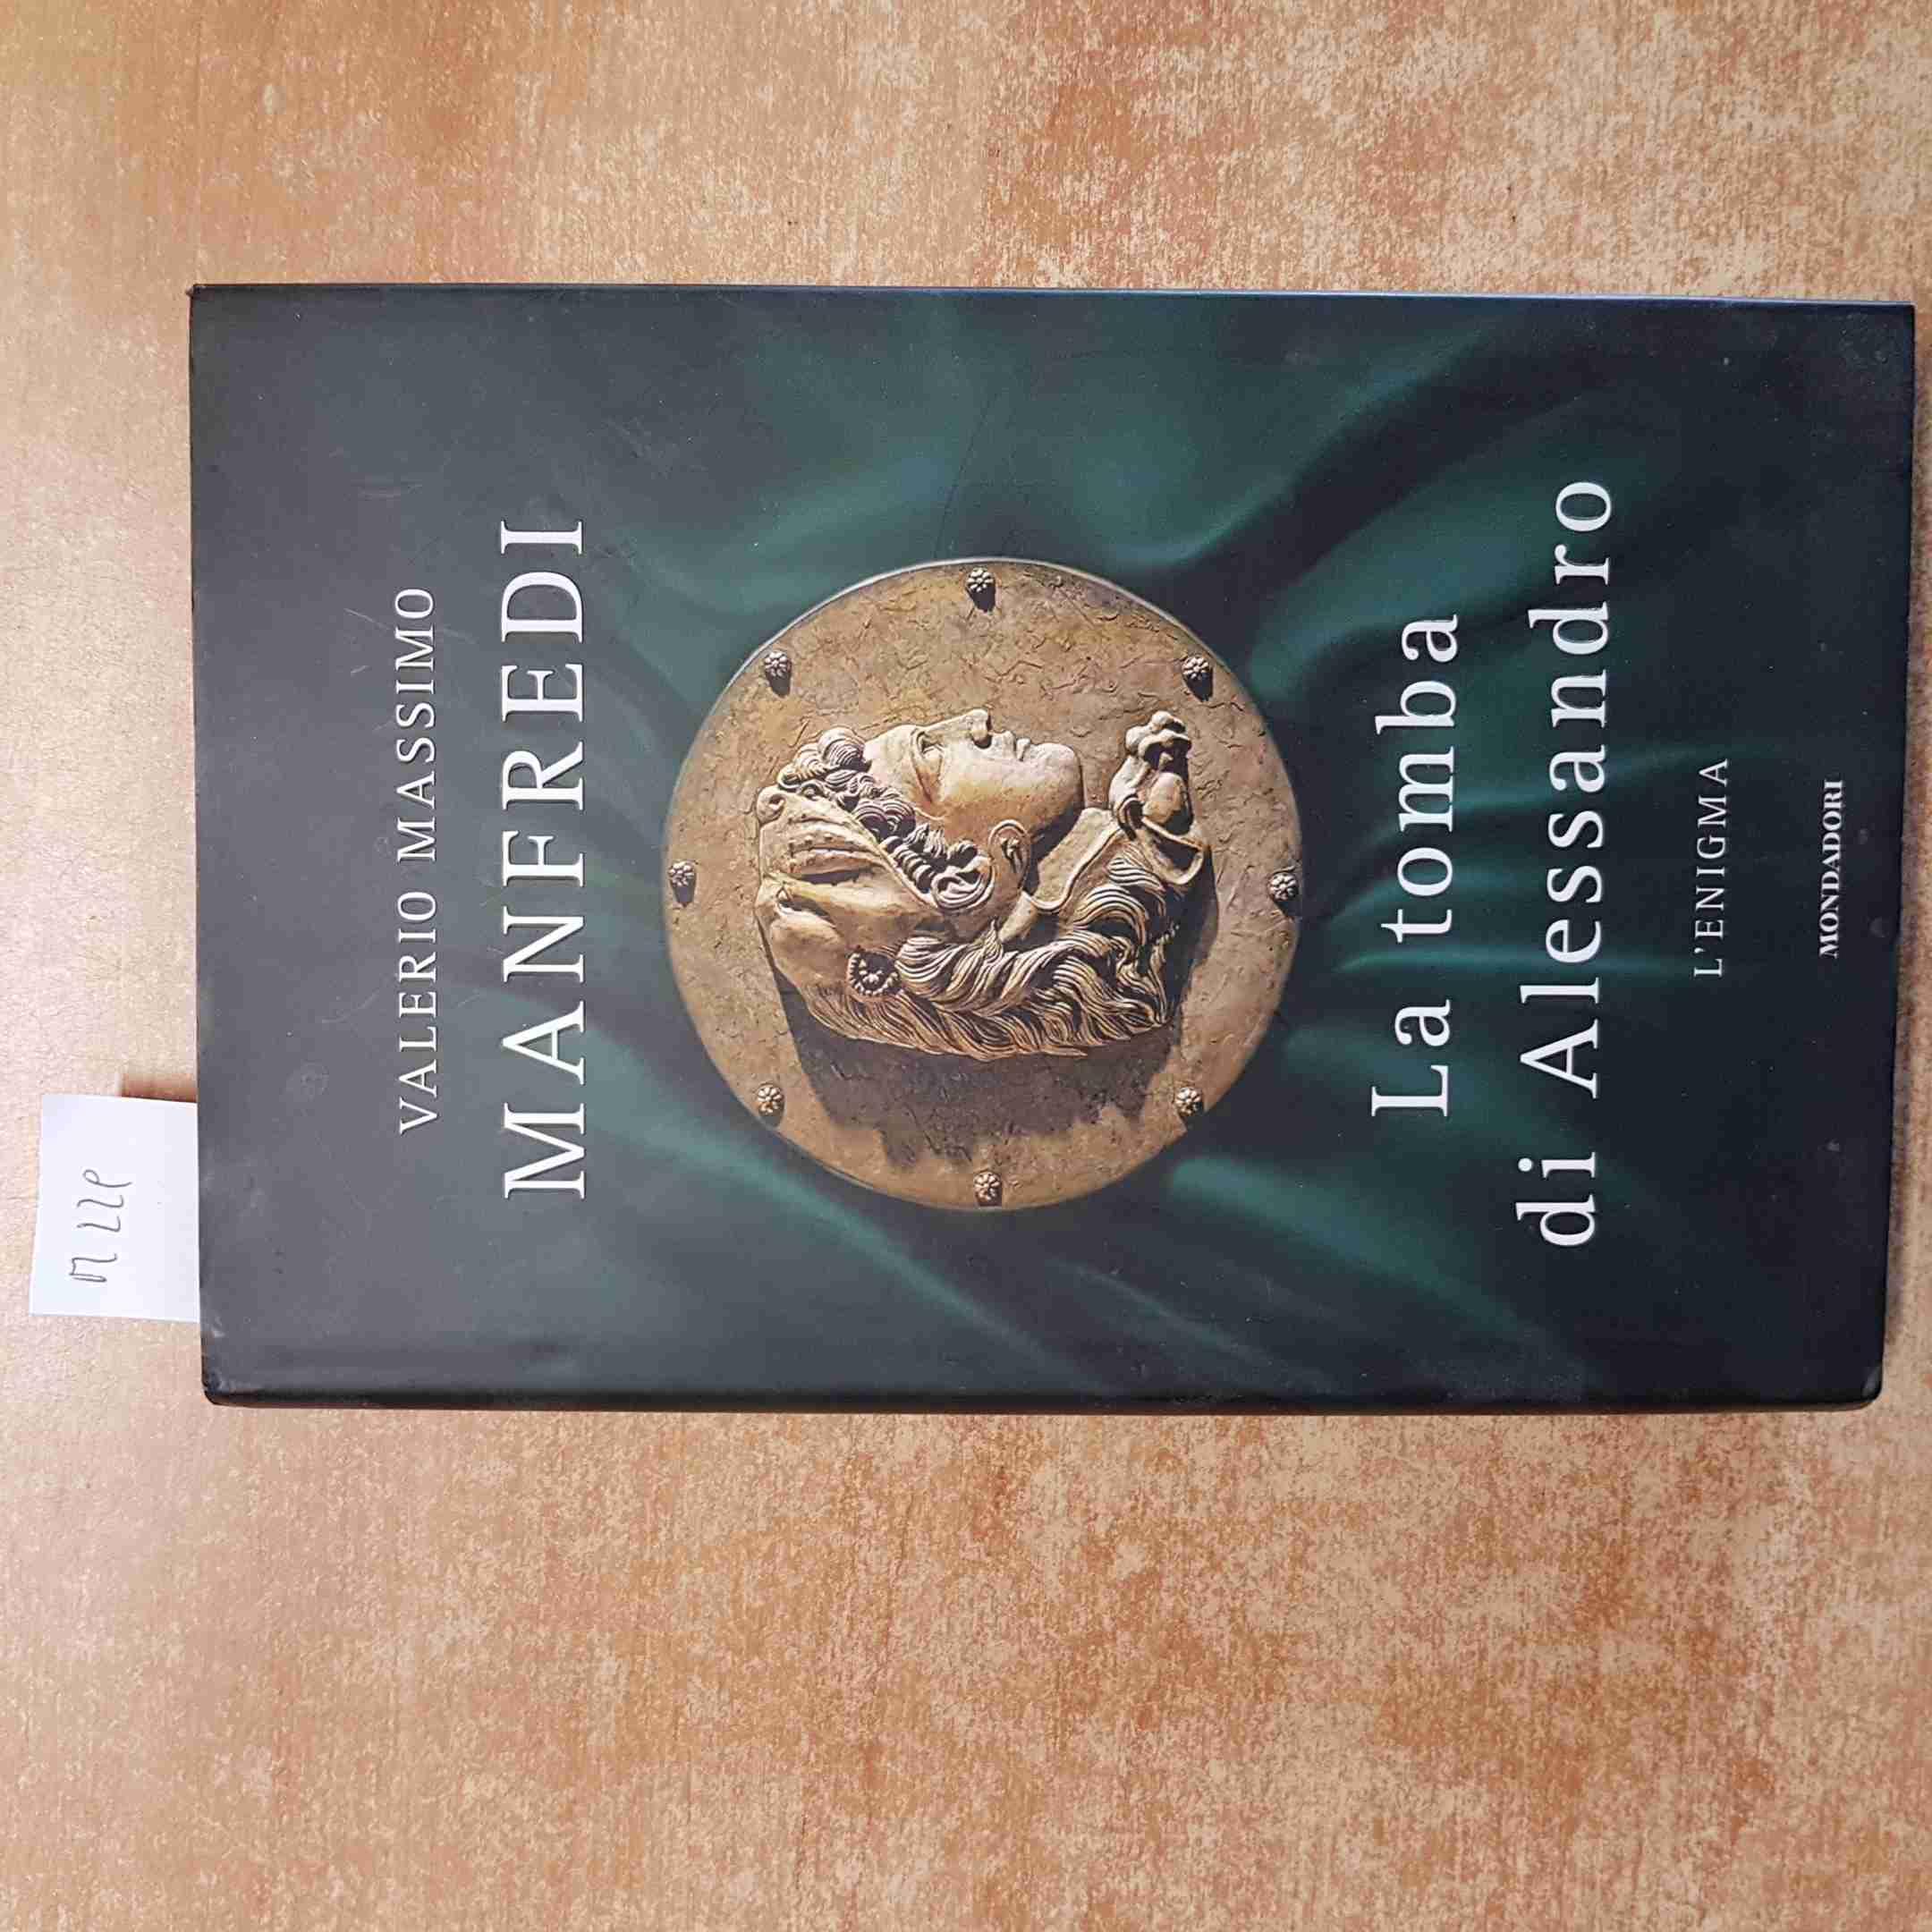 VALERIO MASSIMO
MANFREDI
La tomba
di Alessandro
L'ENIGMA
MONDADORI